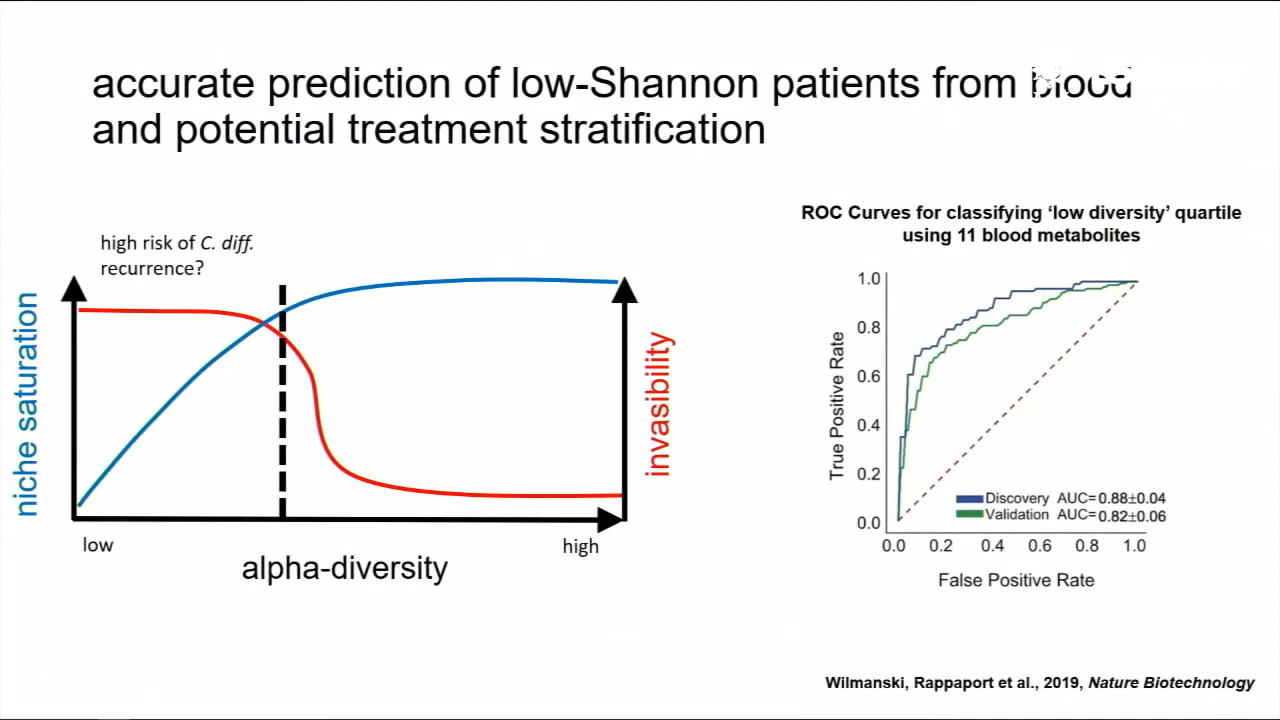 accurate prediction of low-Shannon patients from blood
and potential treatment stratification
high risk of C. diff.
recurrence?
niche saturation
invasibility
low
high
alpha-diversity
ROC Curves for classifying ‘low diversity’ quartile
using 11 blood metabolites
True Positive Rate
1.0
0.8
0.6
0.4
0.2
0.0
Discovery AUC=0.88±0.04
Validation AUC=0.82±0.06
0.0 0.2 0.4 0.6 0.8 1.0
False Positive Rate
Wilmanski, Rappaport et al., 2019, Nature Biotechnology